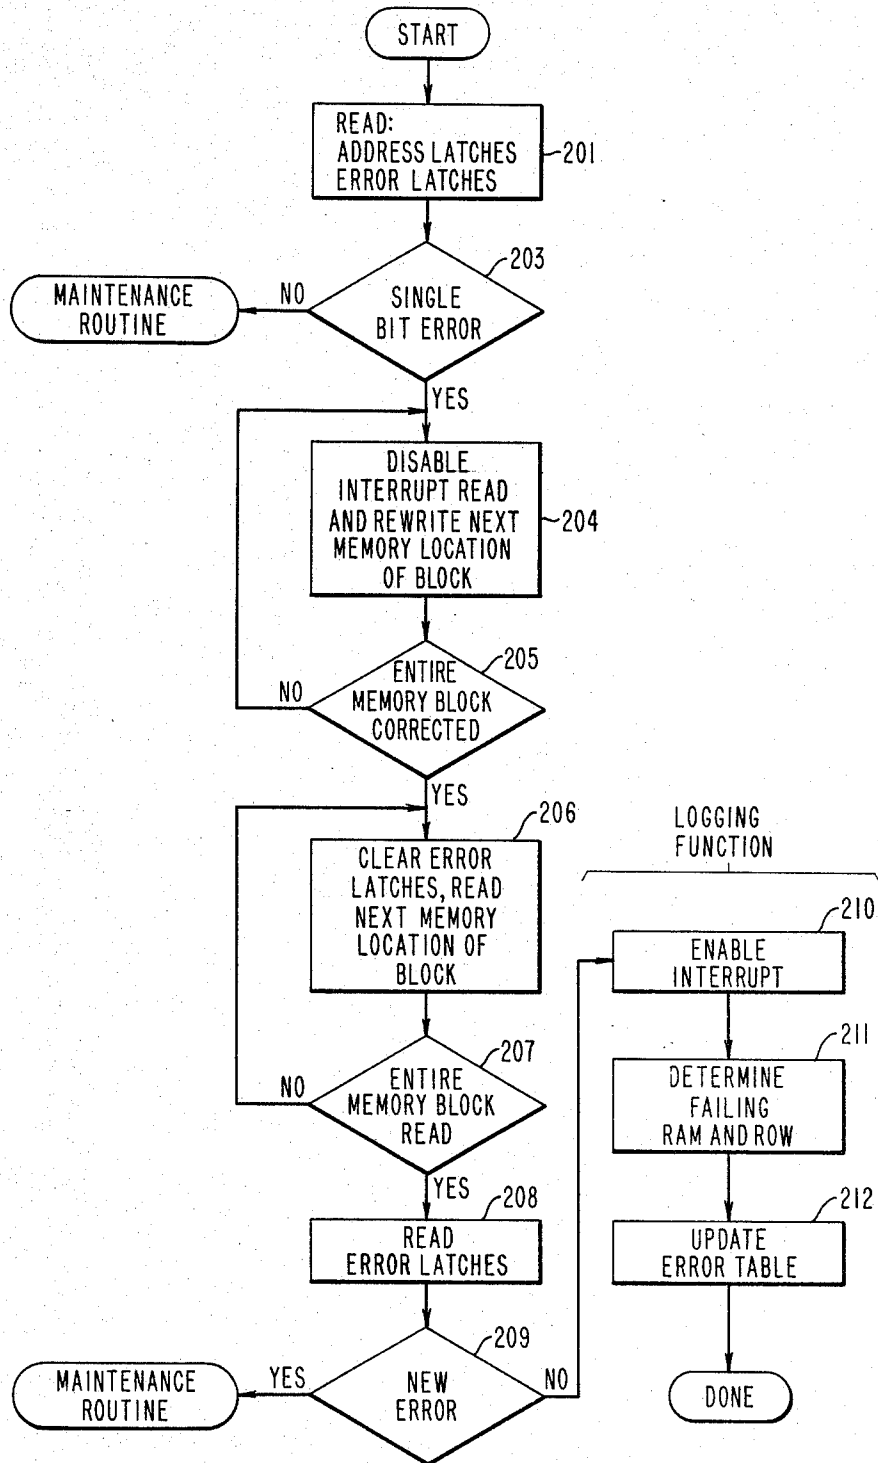 START
READ:
ADDRESS LATCHES
ERROR LATCHES
201
203
SINGLE
BIT ERROR
NO
MAINTENANCE
ROUTINE
YES
DISABLE
INTERRUPT READ
AND REWRITE NEXT
MEMORY LOCATION
OF BLOCK
204
205
ENTIRE
MEMORY BLOCK
CORRECTED
NO
YES
206
CLEAR ERROR
LATCHES, READ
NEXT MEMORY
LOCATION OF
BLOCK
207
ENTIRE
MEMORY BLOCK
READ
NO
YES
208
READ
ERROR LATCHES
209
NEW
ERROR
YES
MAINTENANCE
ROUTINE
NO
LOGGING
FUNCTION
210
ENABLE
INTERRUPT
211
DETERMINE
FAILING
RAM AND ROW
212
UPDATE
ERROR TABLE
DONE